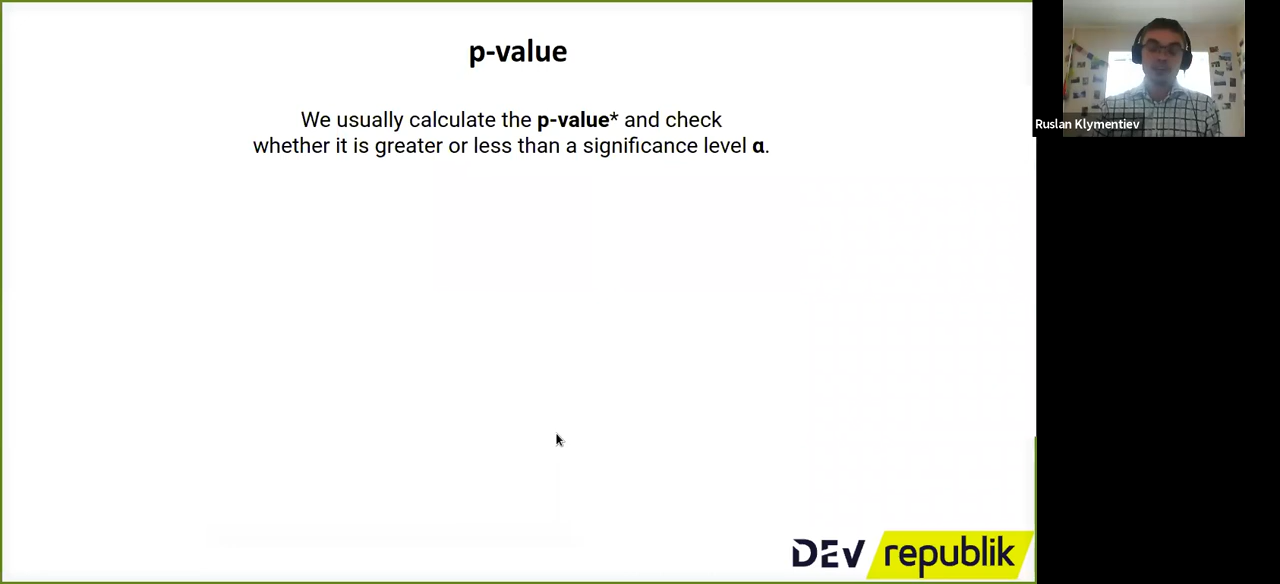 p-value
We usually calculate the p-value* and check
whether it is greater or less than a significance level α.
Ruslan Klymentiev
DEV republik